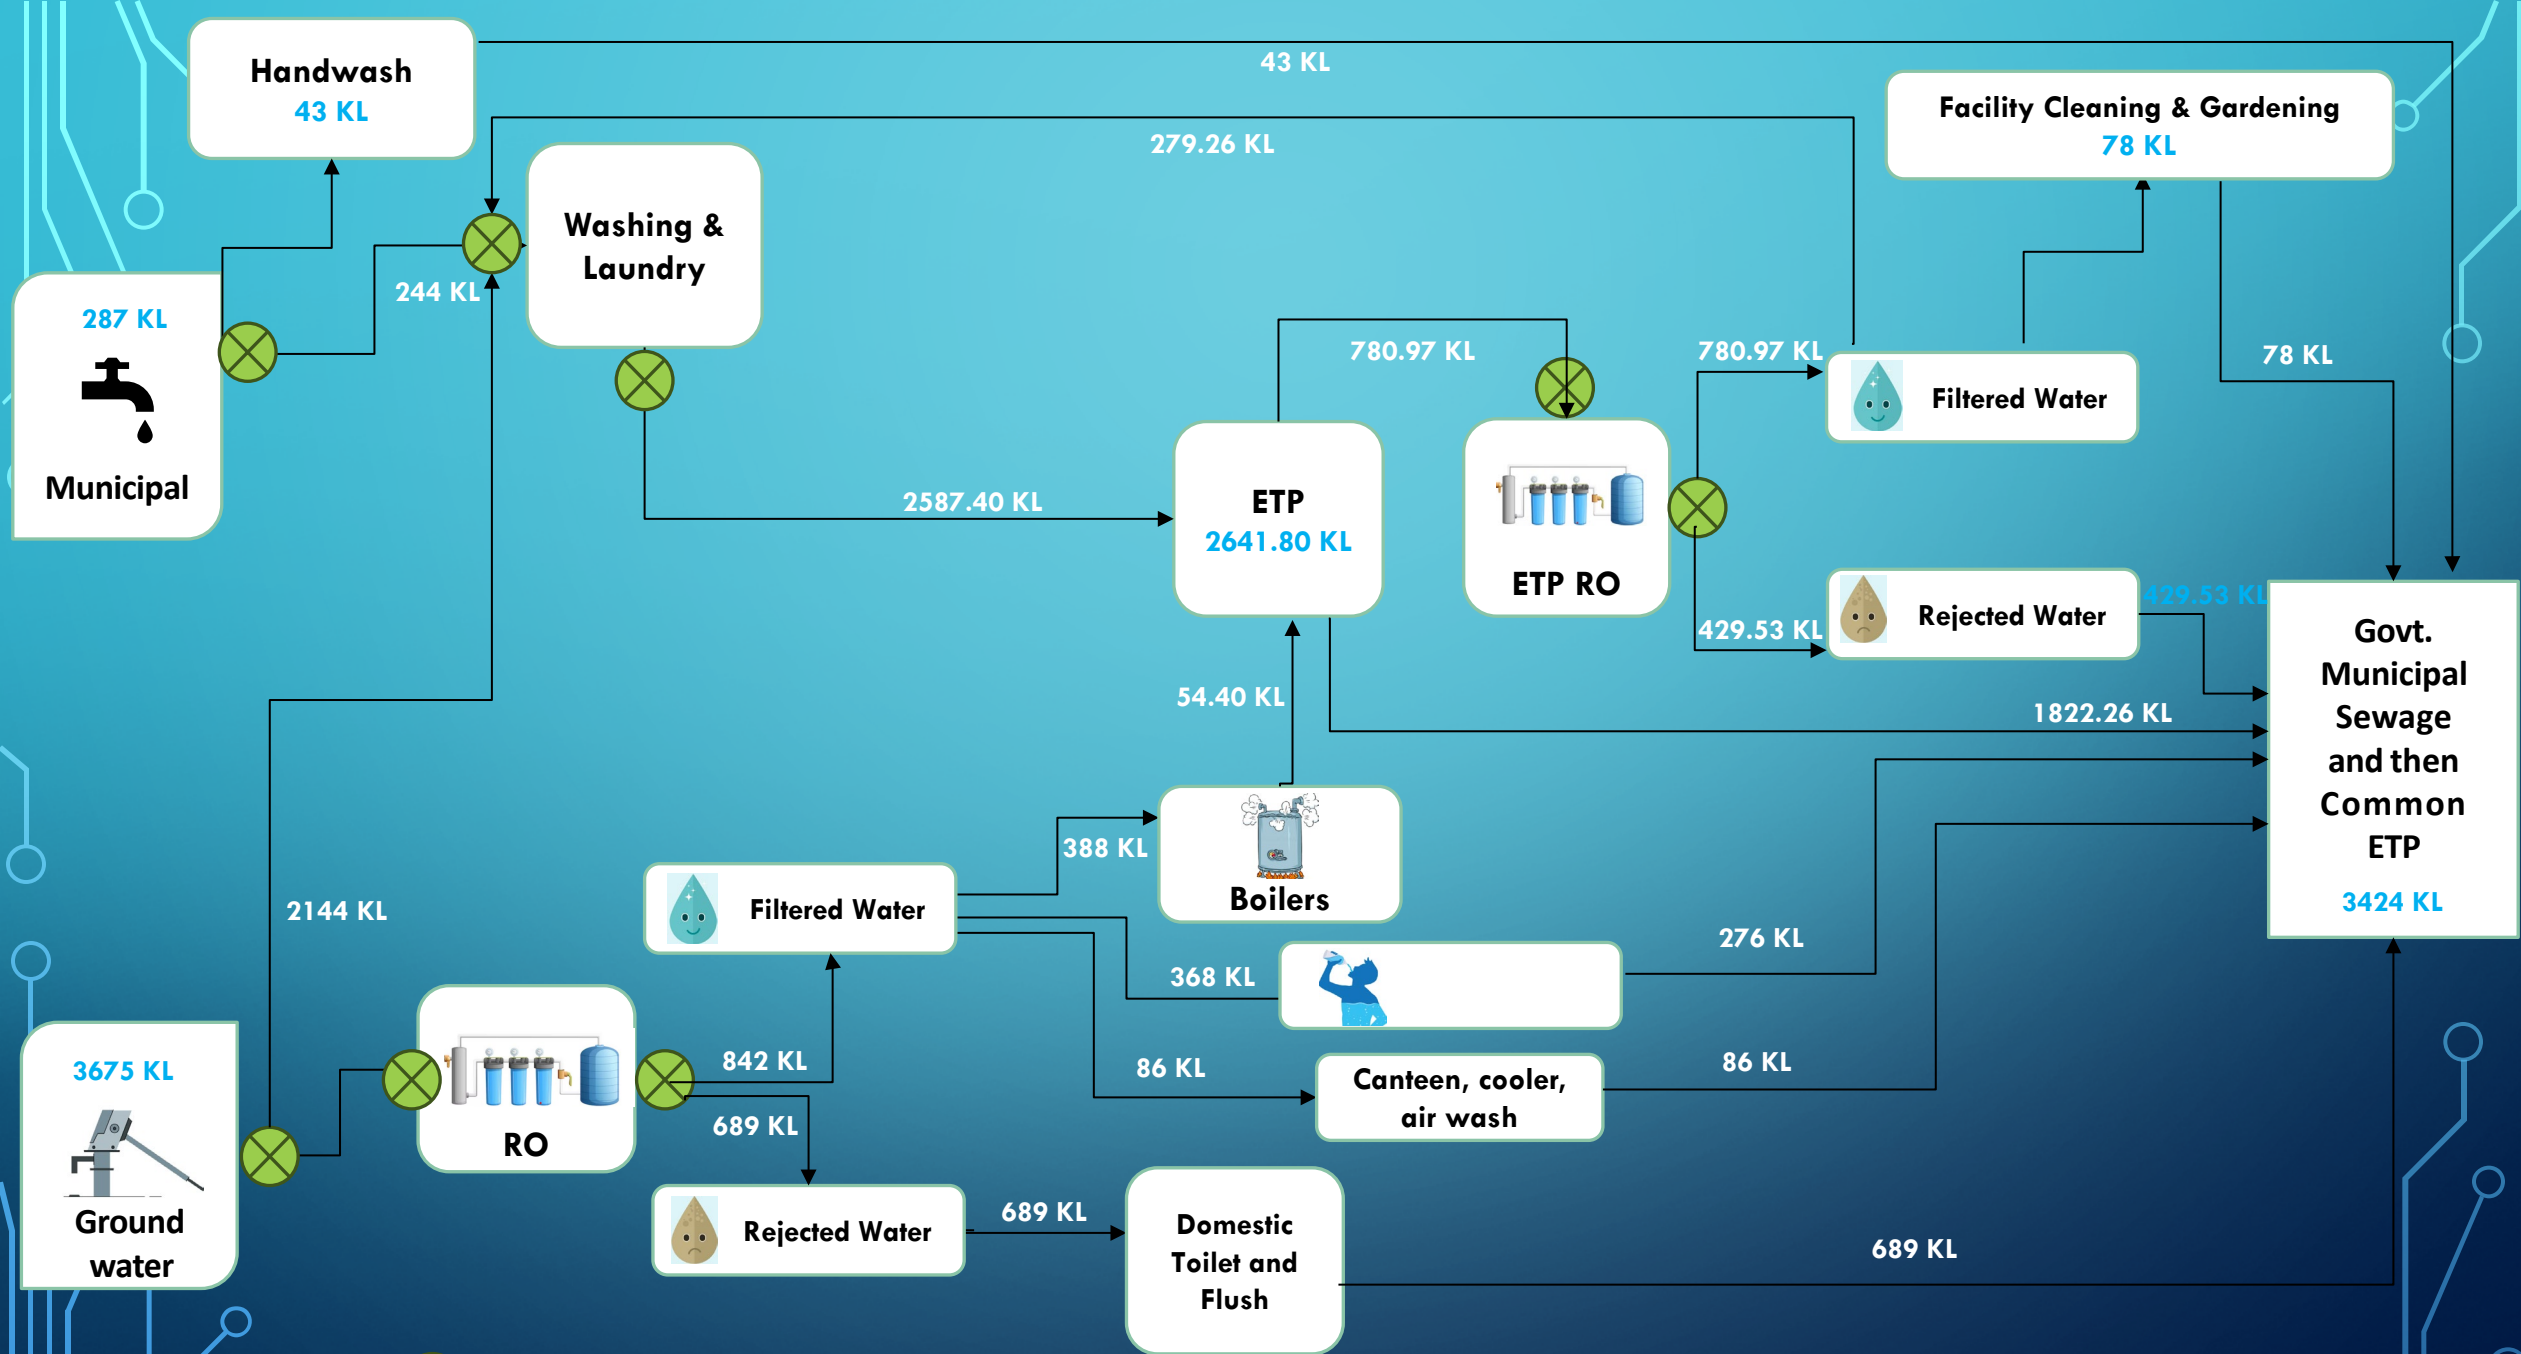 Handwash
43 KL
43 KL
Facility Cleaning & Gardening
78 KL
279.26 KL
Washing &
Laundry
244 KL
287 KL
Municipal
780.97 KL
780.97 KL
Filtered Water
78 KL
2587.40 KL
ETP
2641.80 KL
ETP RO
429.53 KL
Rejected Water
429.53 KL
Govt.
Municipal
Sewage
and then
Common
ETP
3424 KL
54.40 KL
1822.26 KL
388 KL
Boilers
2144 KL
Filtered Water
368 KL
276 KL
3675 KL
Ground
water
RO
842 KL
689 KL
86 KL
Canteen, cooler,
air wash
86 KL
Rejected Water
689 KL
Domestic
Toilet and
Flush
689 KL